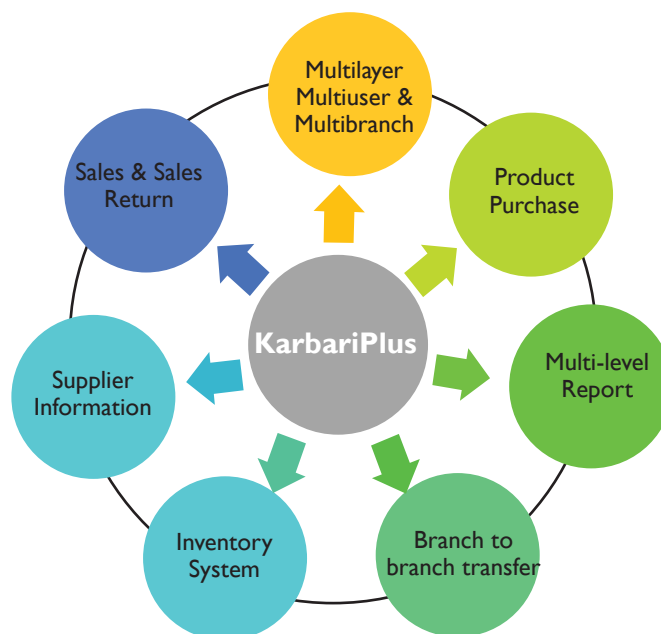 Multilayer
Multiuser &
Multibranch
Product
Purchase
Multi-level
Report
Branch to
branch transfer
Inventory
System
Supplier
Information
Sales & Sales
Return
KarbariPlus